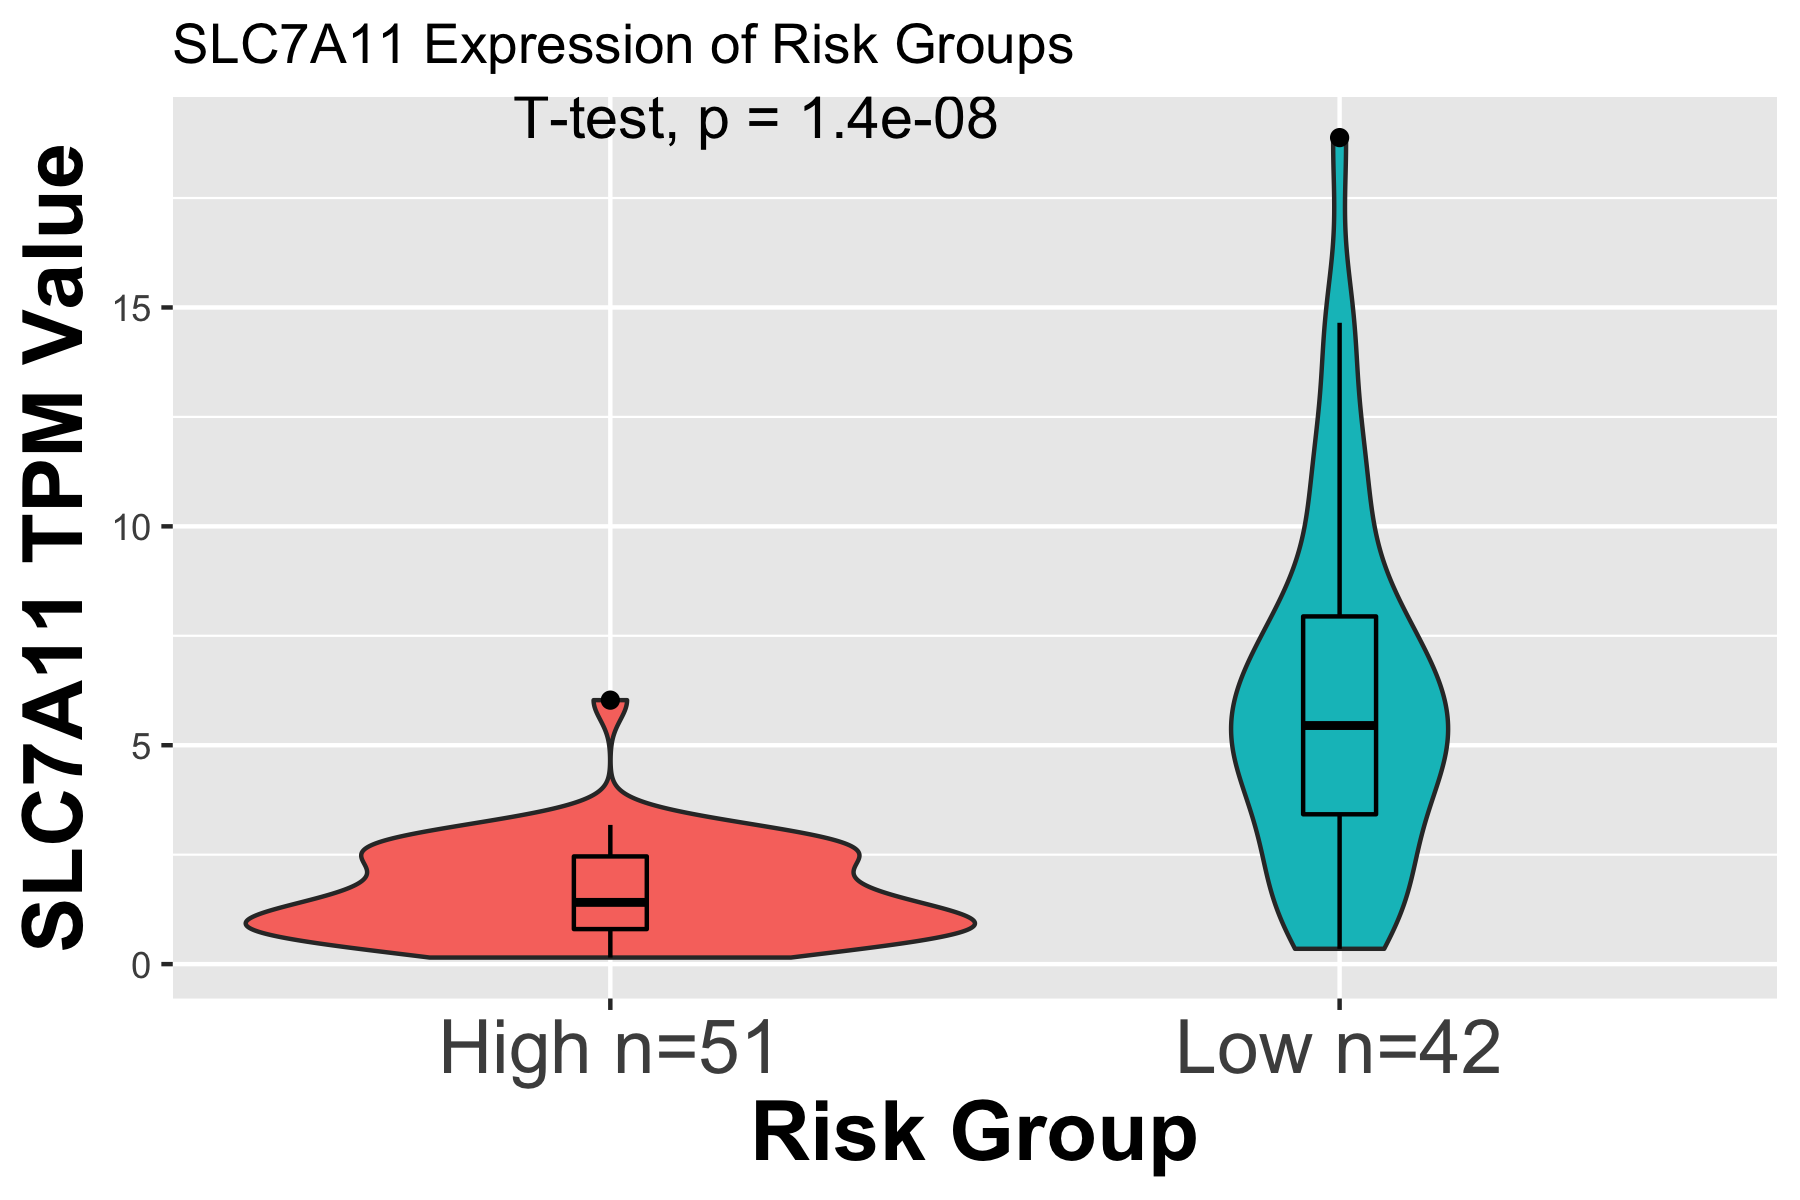 SLC7A11 Expression of Risk Groups
T-test, p = 1.4e-08
SLC7A11 TPM Value
15
10
5
0
High n=51
Low n=42
Risk Group